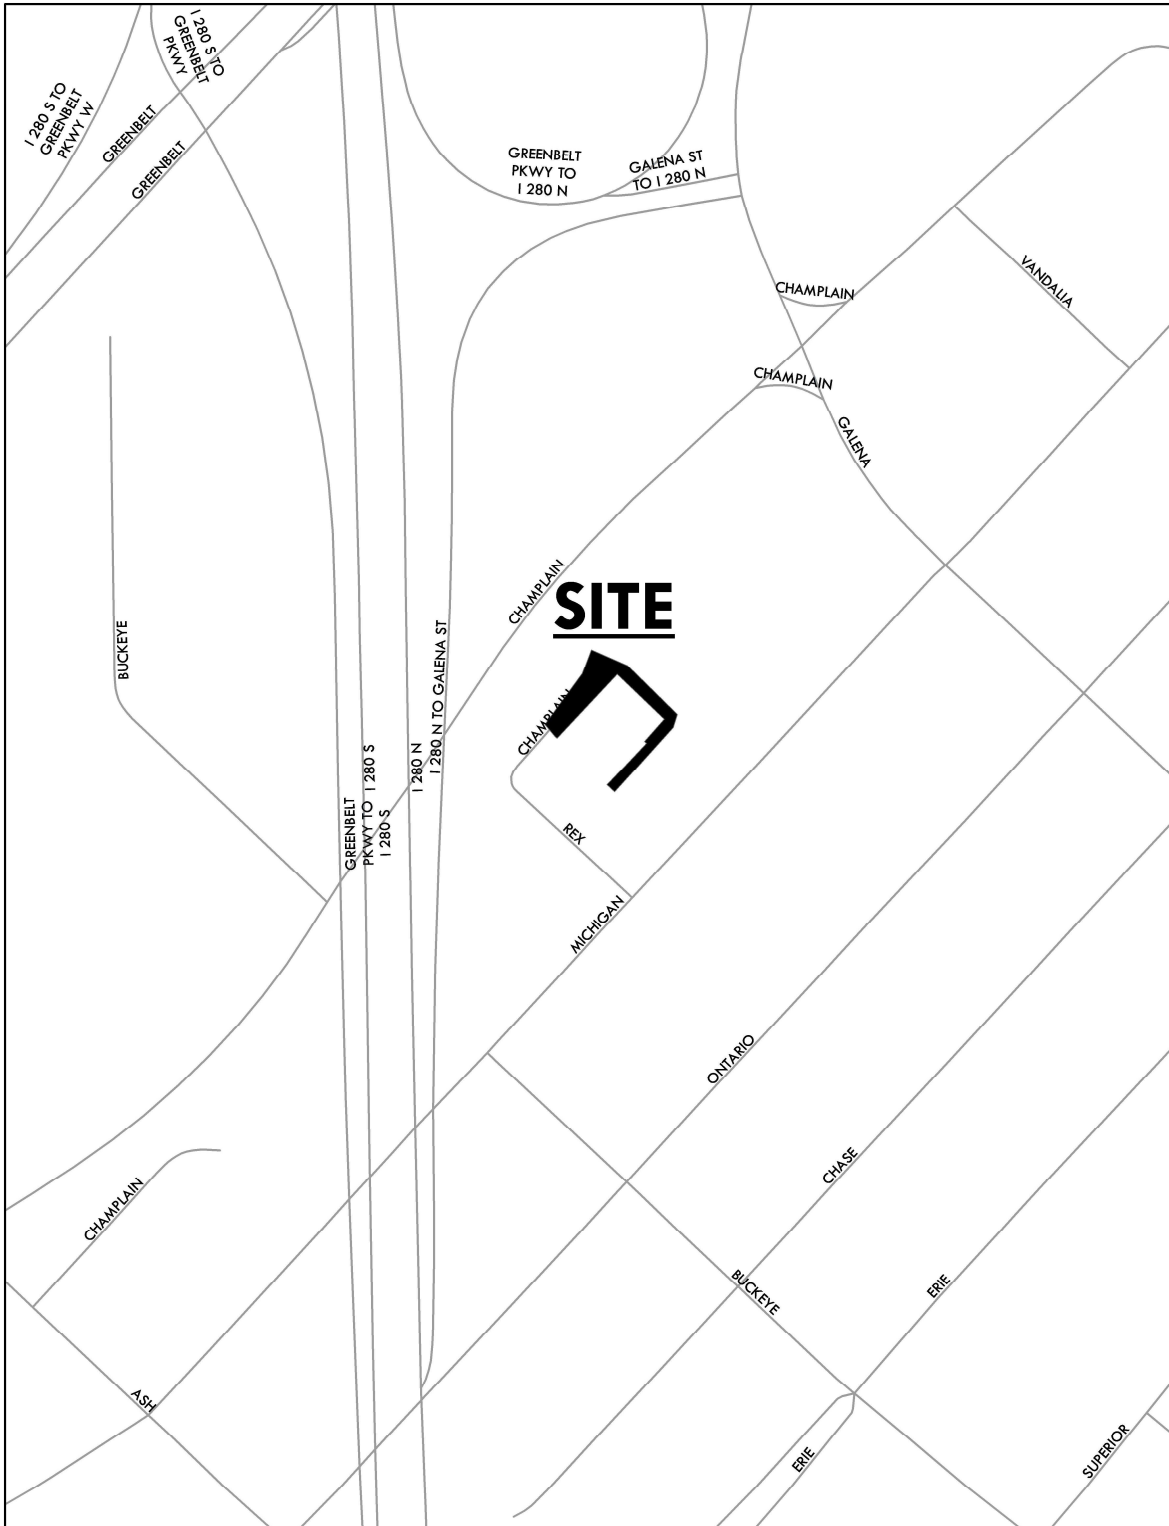 I 280 S TO
GREENBELT
PKWY
I 280 S TO
GREENBELT
PKWY W
GREENBELT
GREENBELT
GREENBELT
PKWY TO
I 280 N
GALENA ST
TO I 280 N
VANDALIA
CHAMPLAIN
CHAMPLAIN
GALENA
CHAMPLAIN
SITE
BUCKEYE
I 280 N TO GALENA ST
CHAMPLAIN
I 280 N
GREENBELT
PKWY TO
I 280 S
I 280 S
REX
MICHIGAN
ONTARIO
CHASE
CHAMPLAIN
BUCKEYE
ERIE
ASH
ERIE
SUPERIOR